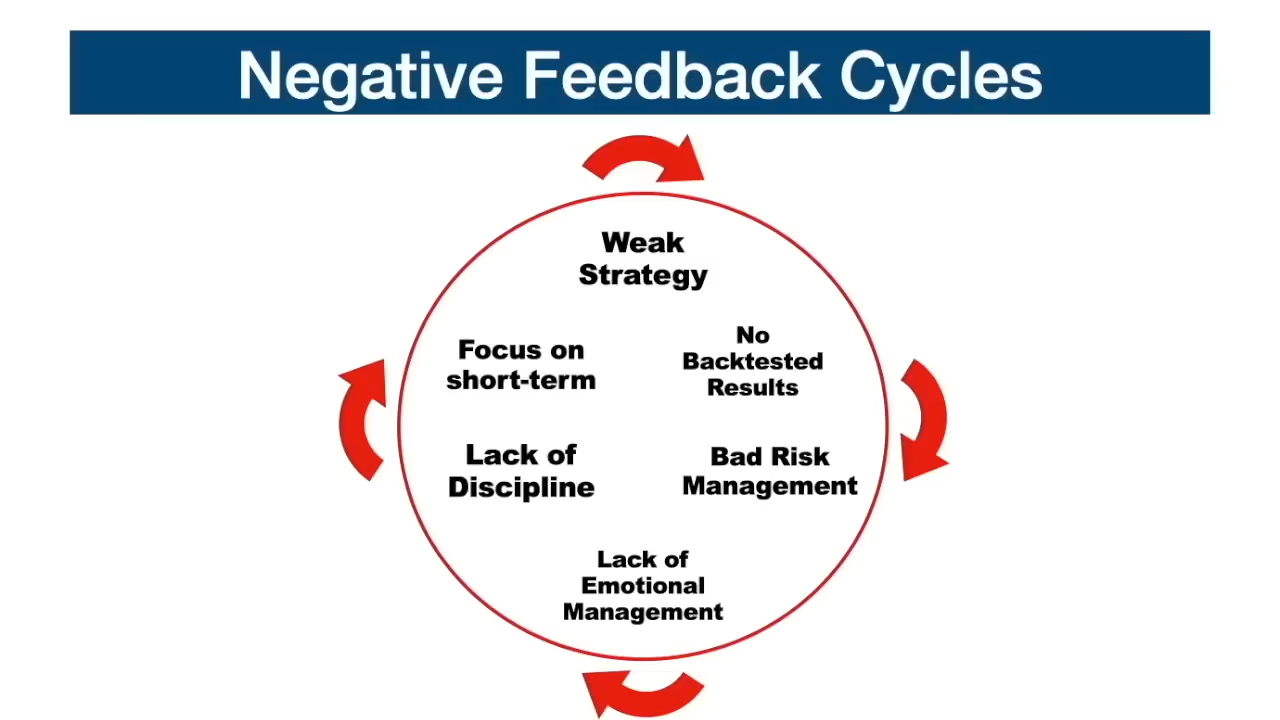 Negative Feedback Cycles
Weak
Strategy
No
Backtested
Results
Bad Risk
Management
Lack of
Emotional
Management
Lack of
Discipline
Focus on
short-term